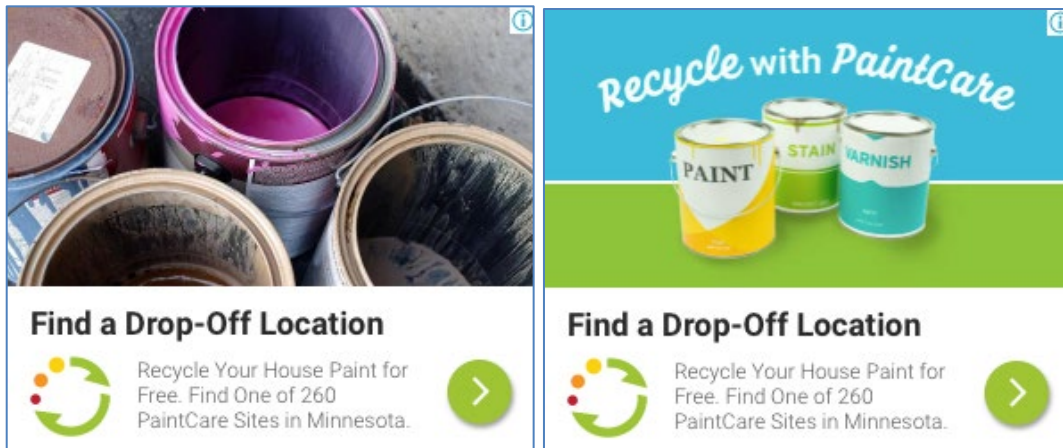 Find a Drop-Off Location
Recycle Your House Paint for
Free. Find One of 260
PaintCare Sites in Minnesota.
Recycle with PaintCare
PAINT
STAIN
VARNISH
Find a Drop-Off Location
Recycle Your House Paint for
Free. Find One of 260
PaintCare Sites in Minnesota.